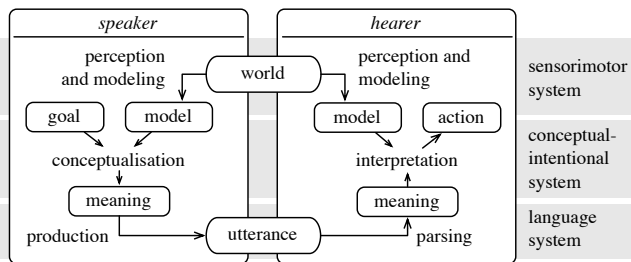 speaker
hearer
perception
and modeling
world
perception and
modeling
sensorimotor
system
goal
model
model
action
conceptualisation
interpretation
conceptual-
intentional
system
meaning
meaning
production
utterance
parsing
language
system